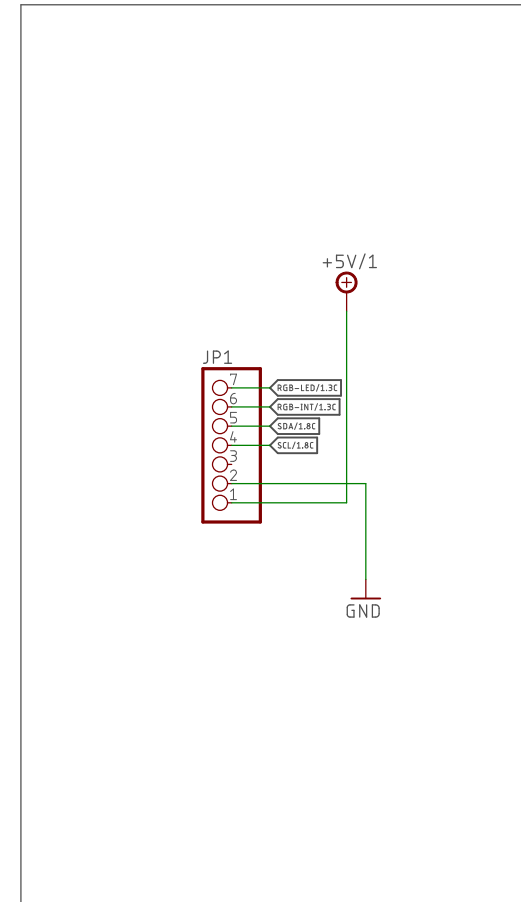 +5V/1
JP1
7 RGB-LED/1.3C
6 RGB-INT/1.3C
5 SDA/1.8C
4 SCL/1.8C
3
2
1
GND